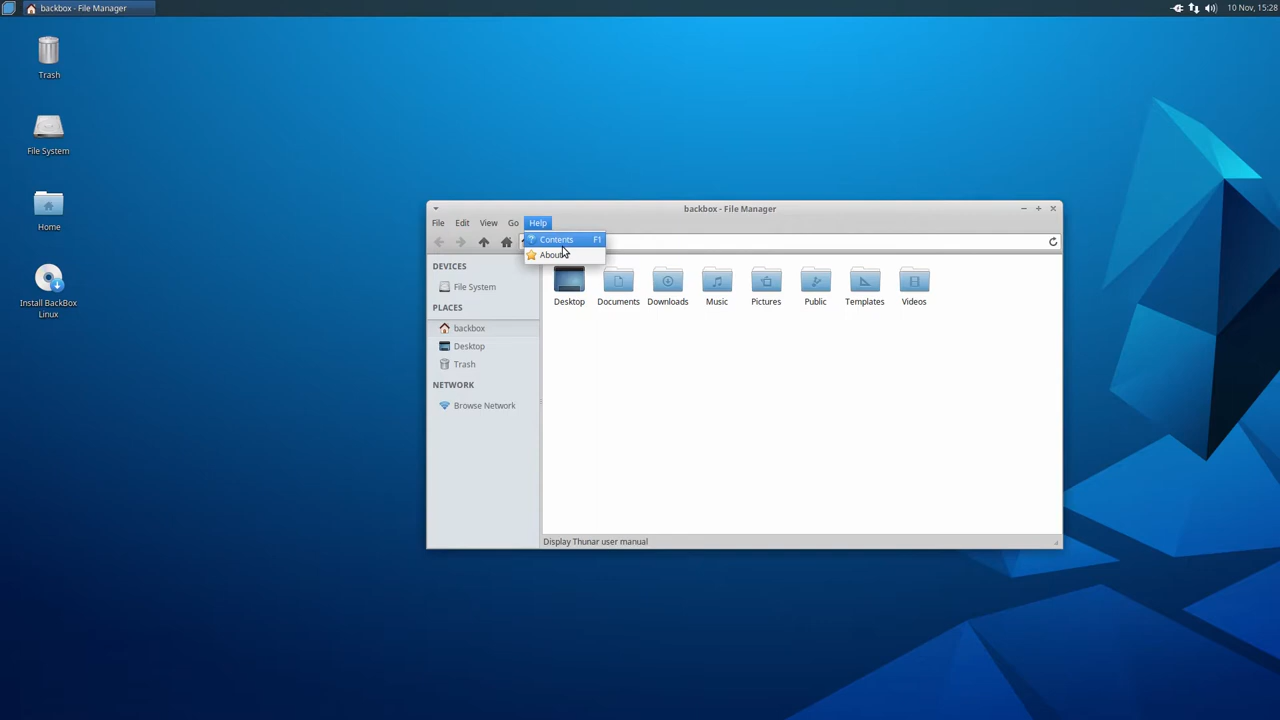 backbox - File Manager
10 Nov, 15:28
Trash
File System
Home
Install BackBox
Linux
backbox - File Manager
File Edit View Go Help
Contents F1
About
DEVICES
File System
PLACES
backbox
Desktop
Trash
NETWORK
Browse Network
Desktop Documents Downloads Music Pictures Public Templates Videos
Display Thunar user manual